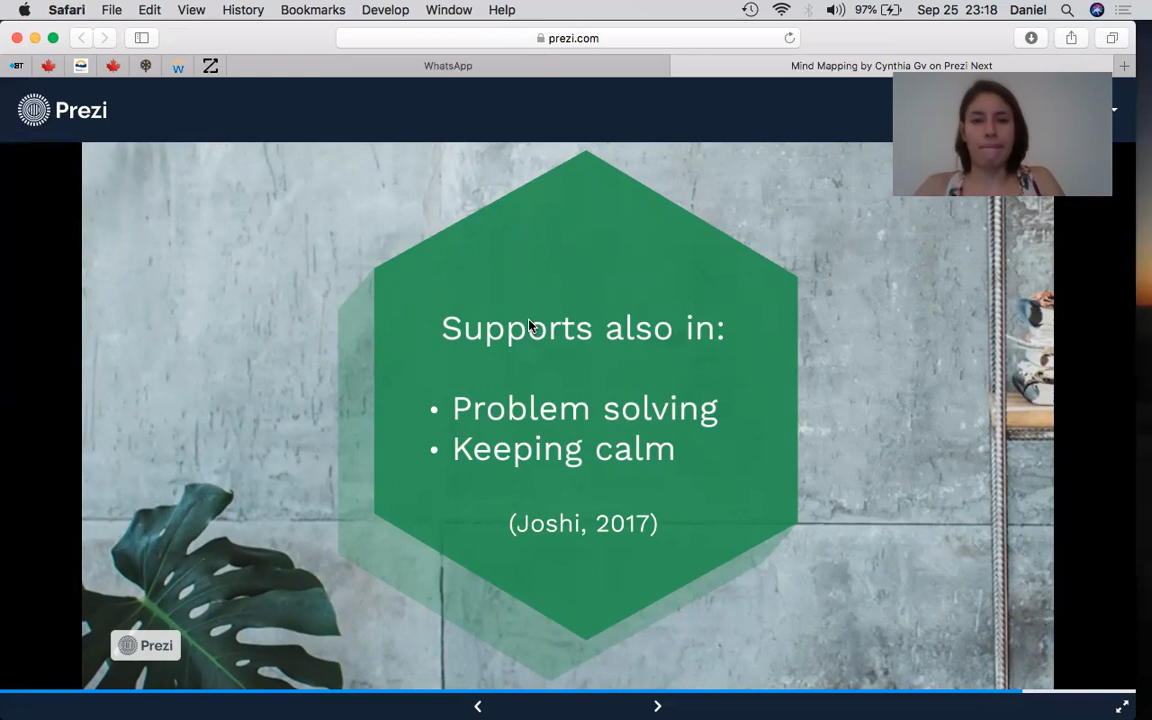 Safari File Edit View History Bookmarks Develop Window Help 97% Sep 25 23:18 Daniel
prezi.com
BT w Z WhatsApp Mind Mapping by Cynthia Gv on Prezi Next
Prezi
Supports also in:
• Problem solving
• Keeping calm
(Joshi, 2017)
Prezi